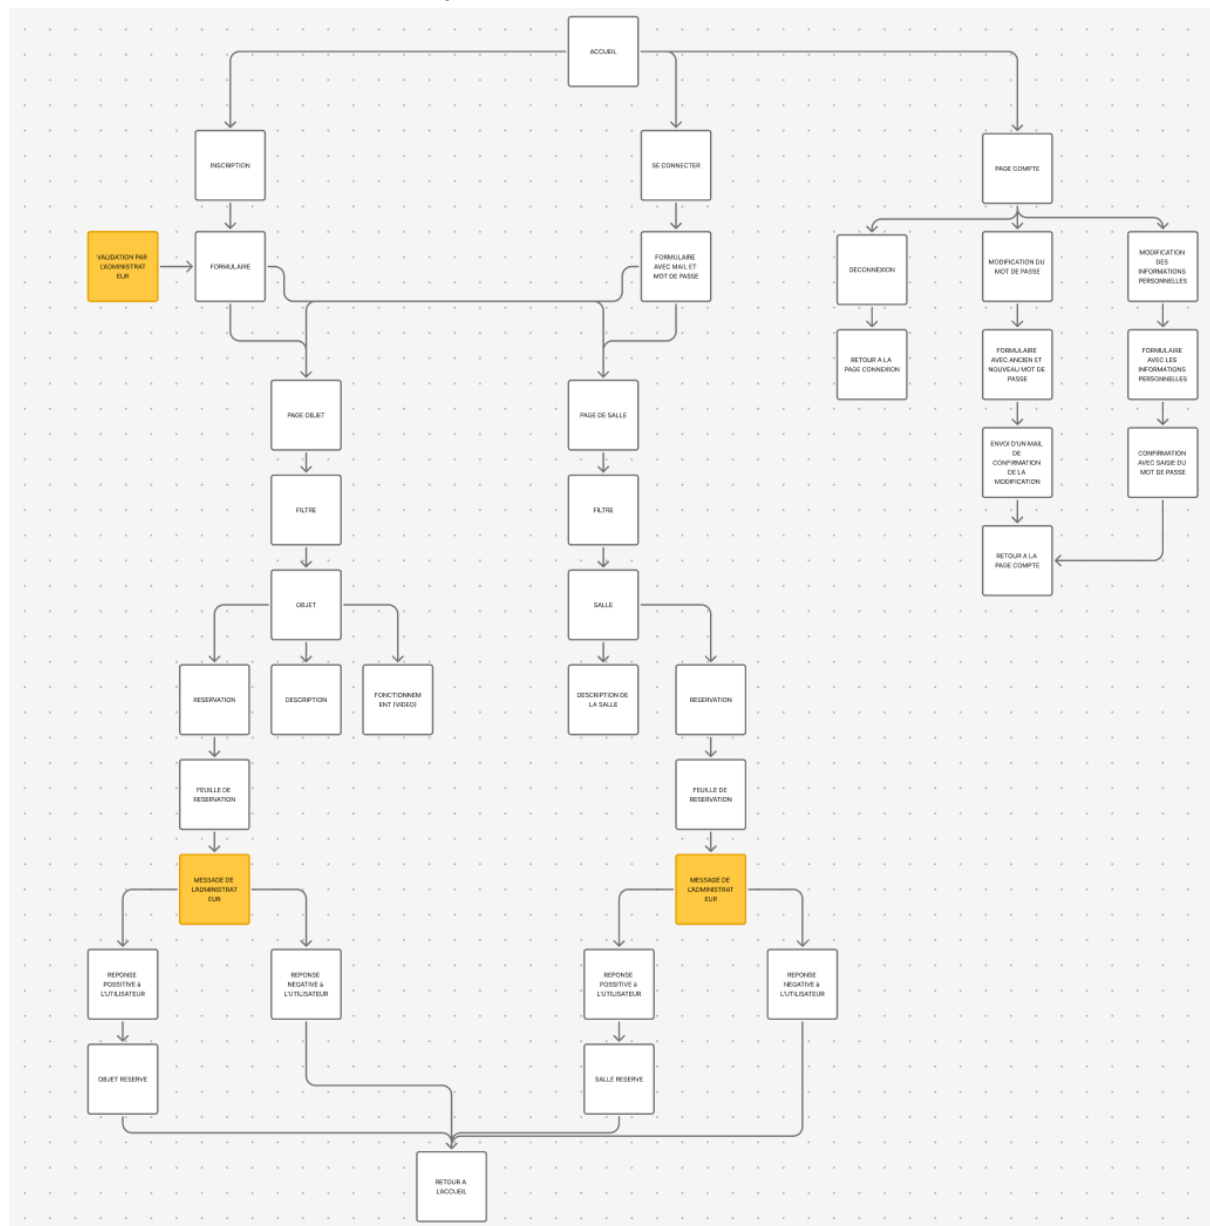 ACCUEIL
INSCRIPTION
SE CONNECTER
PAGE COMPTE
VALIDATION PAR
L'ADMINISTRAT
EUR
FORMULAIRE
FORMULAIRE
AVEC MAIL ET
MOT DE PASSE
DECONNEXION
MODIFICATION DU
MOT DE PASSE
MODIFICATION
DES
INFORMATIONS
PERSONNELLES
RETOUR A LA
PAGE CONNEXION
FORMULAIRE
AVEC ANCIEN ET
NOUVEAU MOT DE
PASSE
FORMULAIRE
AVEC LES
INFORMATIONS
PERSONNELLES
PAGE OBJET
PAGE DE SALLE
ENVOI D'UN MAIL
DE
CONFIRMATION
DE LA
MODIFICATION
CONFIRMATION
AVEC SAISIE DU
MOT DE PASSE
FILTRE
FILTRE
RETOUR A LA
PAGE COMPTE
OBJET
SALLE
RESERVATION
DESCRIPTION
FONCTIONNEM
ENT (VIDEO)
DESCRIPTION DE
LA SALLE
RESERVATION
FEUILLE DE
RESERVATION
FEUILLE DE
RESERVATION
MESSAGE DE
L'ADMINISTRAT
EUR
MESSAGE DE
L'ADMINISTRAT
EUR
REPONSE
POSSITIVE à
L'UTILISATEUR
REPONSE
NEGATIVE à
L'UTILISATEUR
REPONSE
POSSITIVE à
L'UTILISATEUR
REPONSE
NEGATIVE à
L'UTILISATEUR
OBJET RESERVE
SALLE RESERVE
RETOUR A
L'ACCUEIL